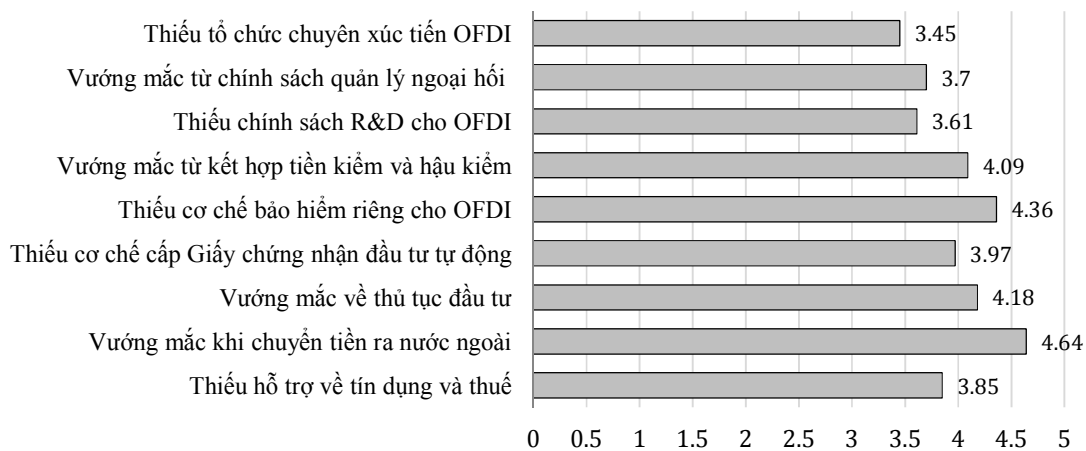 Thiếu tổ chức chuyên xúc tiến OFDI 3.45
Vướng mắc từ chính sách quản lý ngoại hối 3.7
Thiếu chính sách R&D cho OFDI 3.61
Vướng mắc từ kết hợp tiền kiểm và hậu kiểm 4.09
Thiếu cơ chế bảo hiểm riêng cho OFDI 4.36
Thiếu cơ chế cấp Giấy chứng nhận đầu tư tự động 3.97
Vướng mắc về thủ tục đầu tư 4.18
Vướng mắc khi chuyển tiền ra nước ngoài 4.64
Thiếu hỗ trợ về tín dụng và thuế 3.85
0 0.5 1 1.5 2 2.5 3 3.5 4 4.5 5